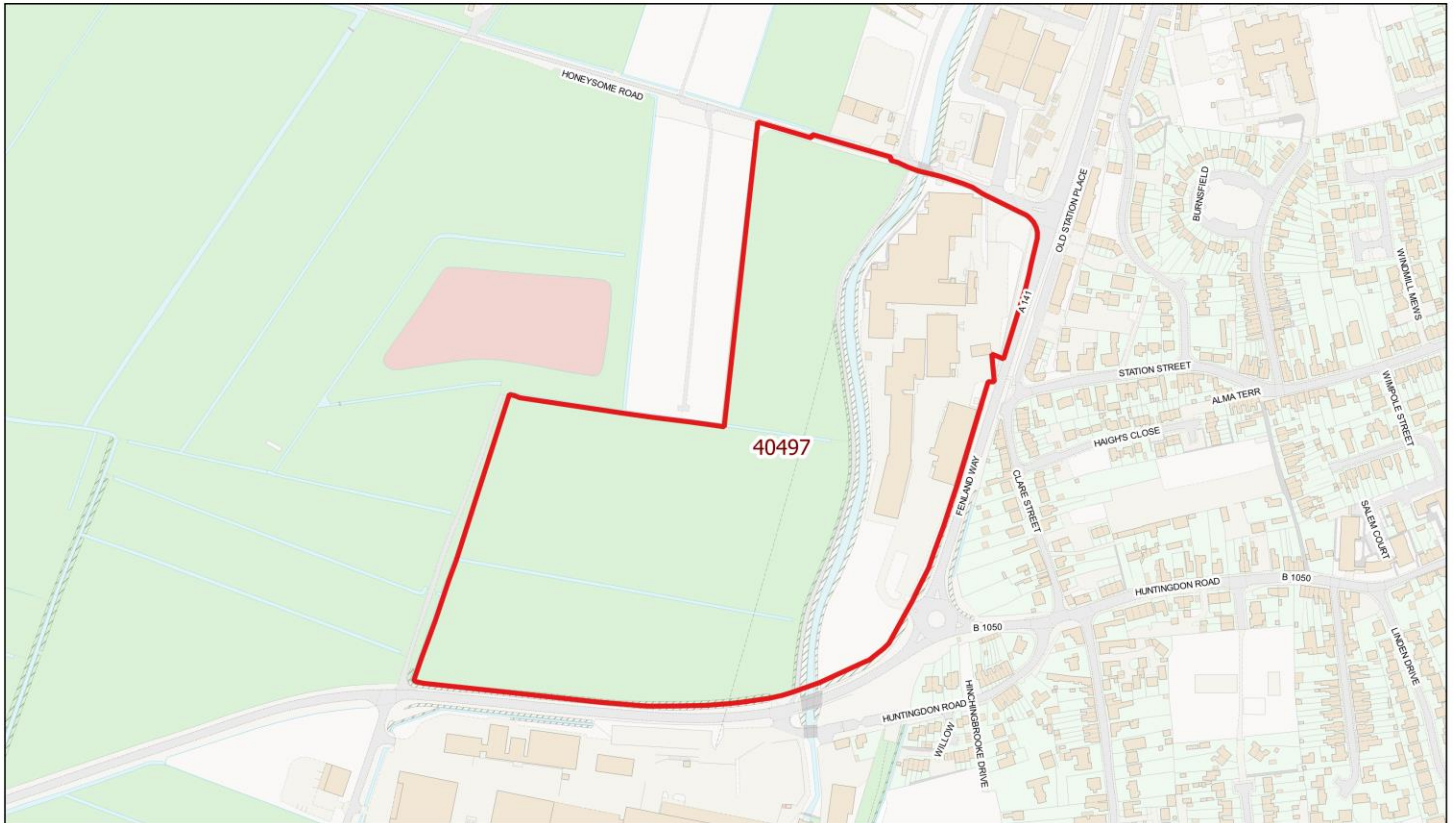 HONEYSOME ROAD
OLD STATION PLACE
BURNSFIELD
WINDMILL MEWS
A 141
STATION STREET
ALMA TERR
WIMPOLE STREET
HAIGH'S CLOSE
40497
FENLAND WAY
CLARE STREET
SALEM COURT
HUNTINGDON ROAD
B 1050
B 1050
LINDEN DRIVE
HUNTINGDON ROAD
WILLOW
HINCHINGBROOKE DRIVE